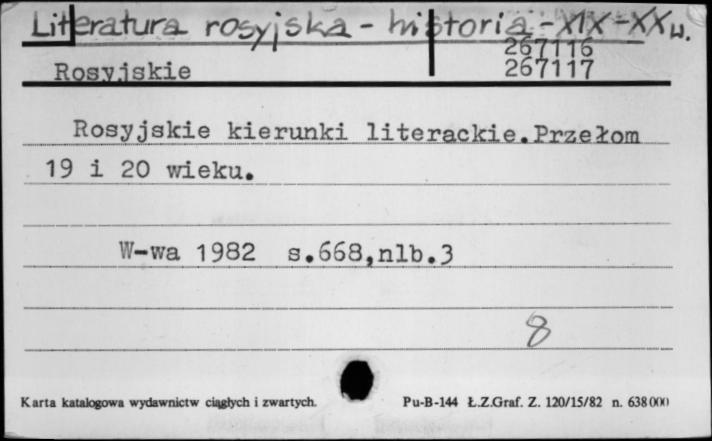 Literatura rosyjska - historia - XIX-XX w.
267116
Rosyjskie 267117
Rosyjskie kierunki literackie.Przełom
19 i 20 wieku.
W-wa 1982 s.668,nlb.3
8
Karta katalogowa wydawnictw ciągłych i zwartych. Pu-B-144 Ł.Z.Graf. Z. 120/15/82 n. 638000